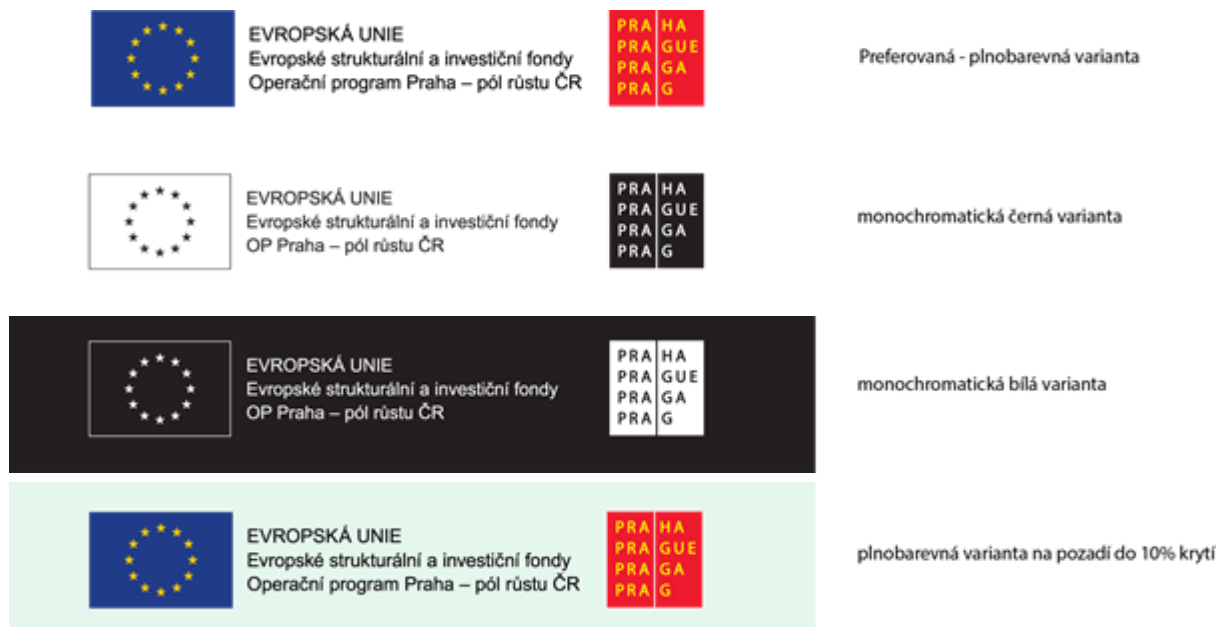 EVROPSKÁ UNIE
Evropské strukturální a investiční fondy
Operační program Praha – pól růstu ČR
PRA HA
PRA GUE
PRA GA
PRA G
Preferovaná - plnobarevná varianta
EVROPSKÁ UNIE
Evropské strukturální a investiční fondy
OP Praha – pól růstu ČR
PRA HA
PRA GUE
PRA GA
PRA G
monochromatická černá varianta
EVROPSKÁ UNIE
Evropské strukturální a investiční fondy
OP Praha – pól růstu ČR
PRA HA
PRA GUE
PRA GA
PRA G
monochromatická bílá varianta
EVROPSKÁ UNIE
Evropské strukturální a investiční fondy
Operační program Praha – pól růstu ČR
PRA HA
PRA GUE
PRA GA
PRA G
plnobarevná varianta na pozadí do 10% krytí